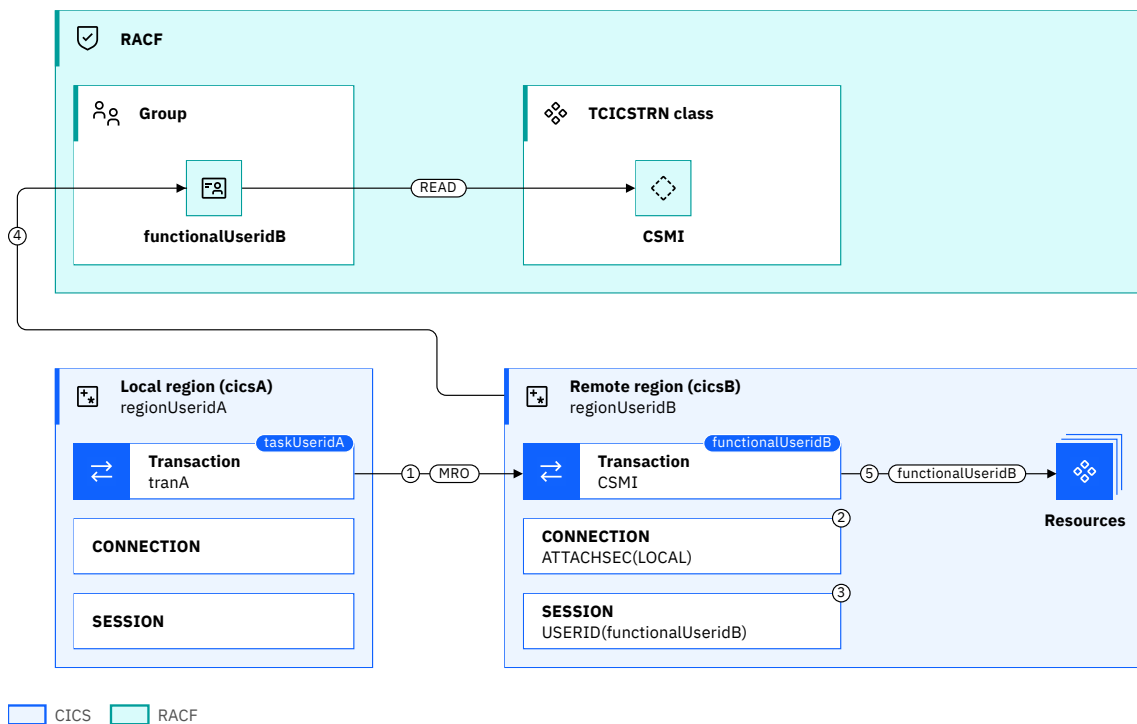 RACF
Group
TCICSTRN class
READ
functionalUseridB
CSMI
4
Local region (cicsA)
regionUseridA
taskUseridA
Transaction
tranA
CONNECTION
SESSION
1
MRO
Remote region (cicsB)
regionUseridB
functionalUseridB
Transaction
CSMI
2
CONNECTION
ATTACHSEC(LOCAL)
3
SESSION
USERID(functionalUseridB)
5
functionalUseridB
Resources
CICS
RACF